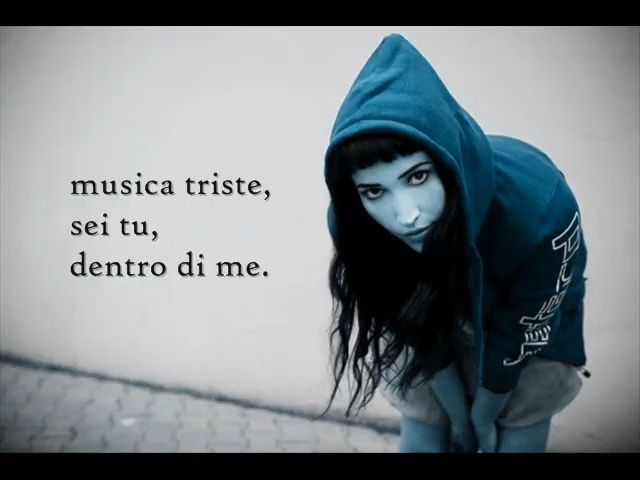 musica triste,
sei tu,
dentro di me.